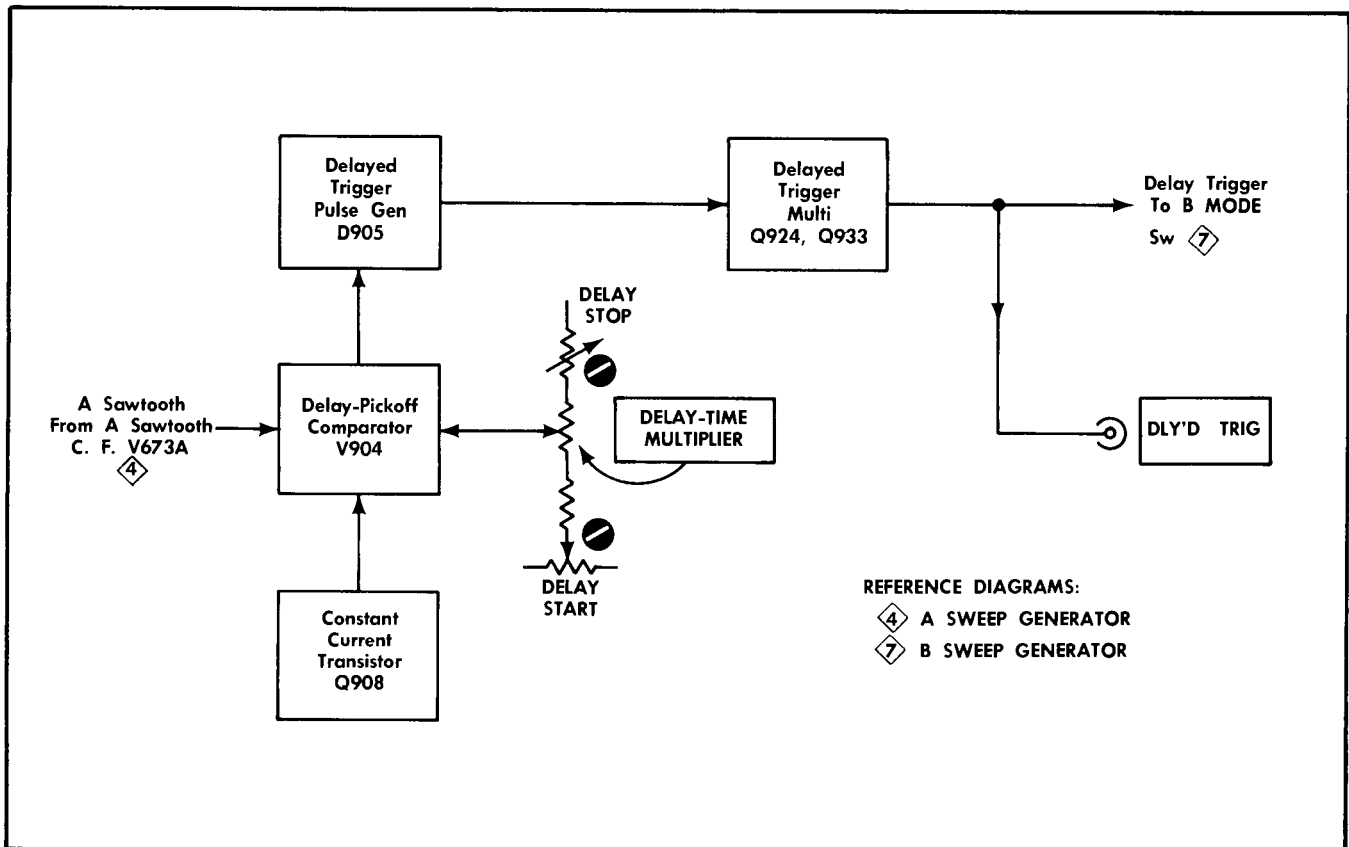 Delayed
Trigger
Pulse Gen
D905
Delayed
Trigger
Multi
Q924, Q933
Delay Trigger
To B MODE
Sw 7
DELAY
STOP
A Sawtooth
From A Sawtooth
C. F. V673A
4
Delay-Pickoff
Comparator
V904
DELAY-TIME
MULTIPLIER
DLY'D TRIG
DELAY
START
Constant
Current
Transistor
Q908
REFERENCE DIAGRAMS:
4 A SWEEP GENERATOR
7 B SWEEP GENERATOR